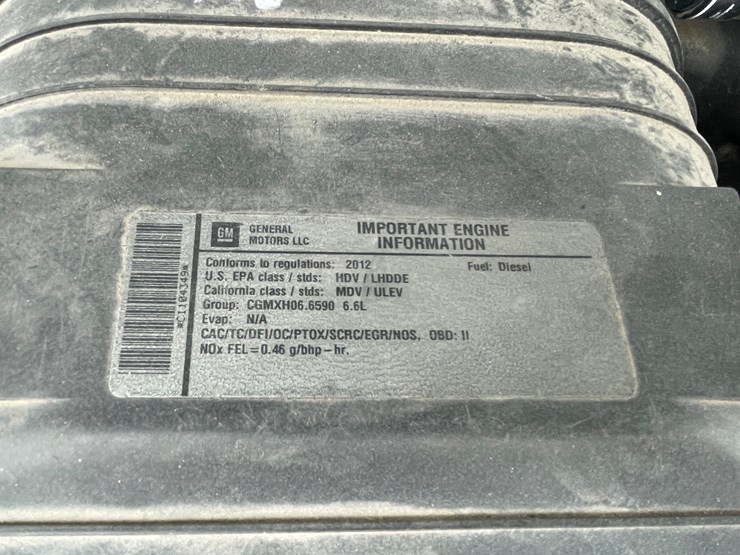 GM
GENERAL
MOTORS LLC
IMPORTANT ENGINE
INFORMATION
Conforms to regulations: 2012
Fuel: Diesel
U.S. EPA class / stds: HDV / LHDDE
California class / stds: MDV / ULEV
Group: CGMXH06.6590 6.6L
Evap: N/A
CAC/TC/DFI/OC/PTOX/SCRC/EGR/NOS, OBD: II
NOx FEL = 0.46 g/bhp-hr.
*C1104349*